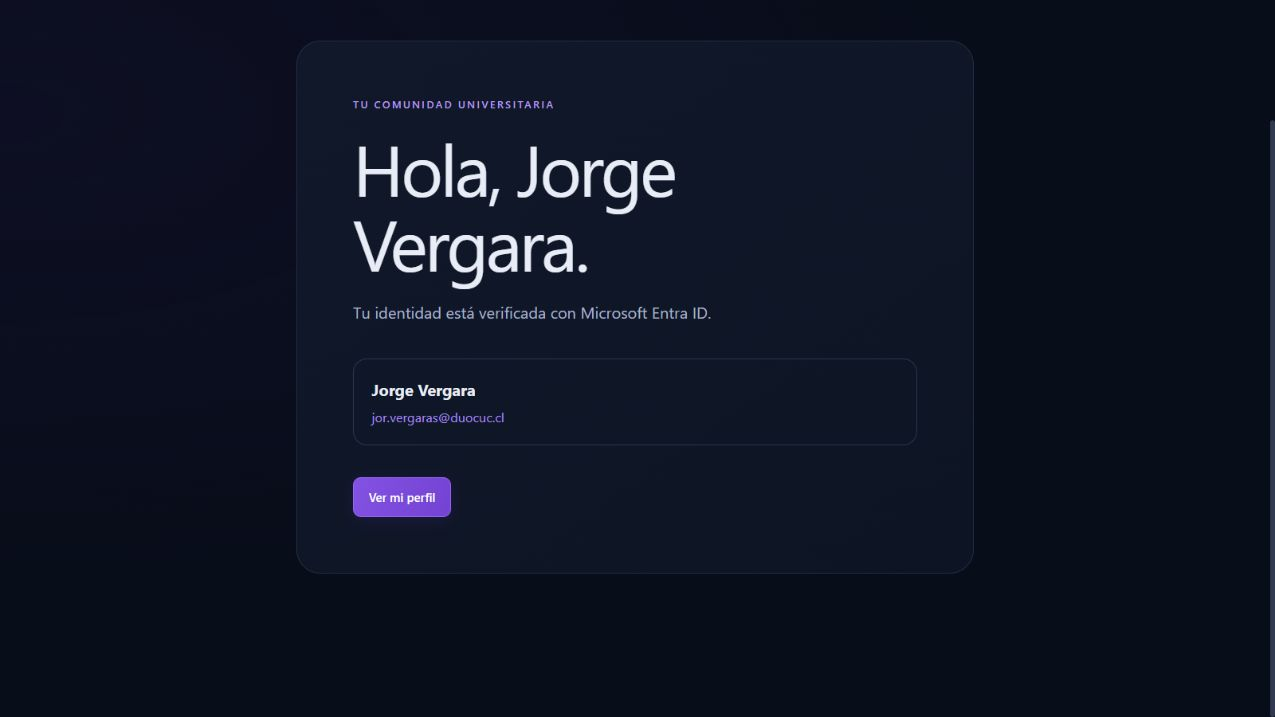 TU COMUNIDAD UNIVERSITARIA
Hola, Jorge
Vergara.
Tu identidad está verificada con Microsoft Entra ID.
Jorge Vergara
jor.vergaras@duocuc.cl
Ver mi perfil